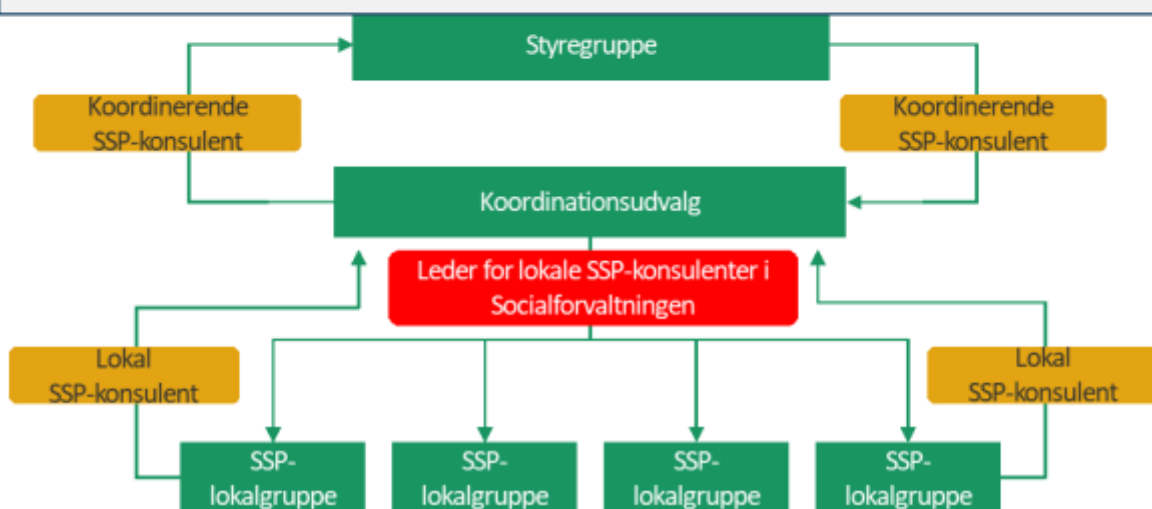 Styregruppe
Koordinerende
SSP-konsulent
Koordinerende
SSP-konsulent
Koordinationsudvalg
Leder for lokale SSP-konsulenter i
Socialforvaltningen
Lokal
SSP-konsulent
Lokal
SSP-konsulent
SSP-
lokalgruppe
SSP-
lokalgruppe
SSP-
lokalgruppe
SSP-
lokalgruppe